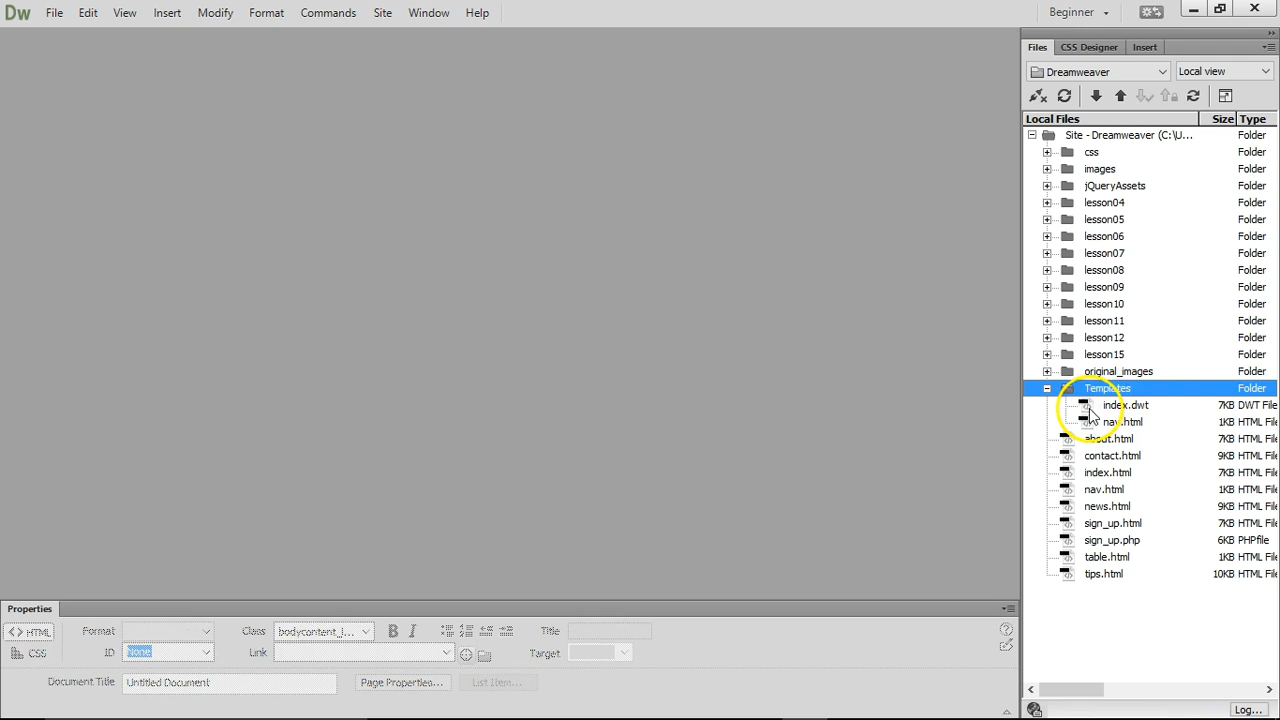 Dw File Edit View Insert Modify Format Commands Site Window Help Beginner
Files CSS Designer Insert
Dreamweaver Local view
Local Files Size Type
Site - Dreamweaver (C:\U... Folder
css Folder
images Folder
jQueryAssets Folder
lesson04 Folder
lesson05 Folder
lesson06 Folder
lesson07 Folder
lesson08 Folder
lesson09 Folder
lesson10 Folder
lesson11 Folder
lesson12 Folder
lesson15 Folder
original_images Folder
Templates Folder
index.dwt 7KB DWT File
nav.html 1KB HTML File
about.html 7KB HTML File
contact.html 9KB HTML File
index.html 7KB HTML File
nav.html 1KB HTML File
news.html 9KB HTML File
sign_up.html 7KB HTML File
sign_up.php 6KB PHPfile
table.html 1KB HTML File
tips.html 10KB HTML File
Properties
<> HTML Format Class bodycontent_j... B I Title
CSS ID None Link Target
Document Title Untitled Document Page Properties... List Item...
Log...